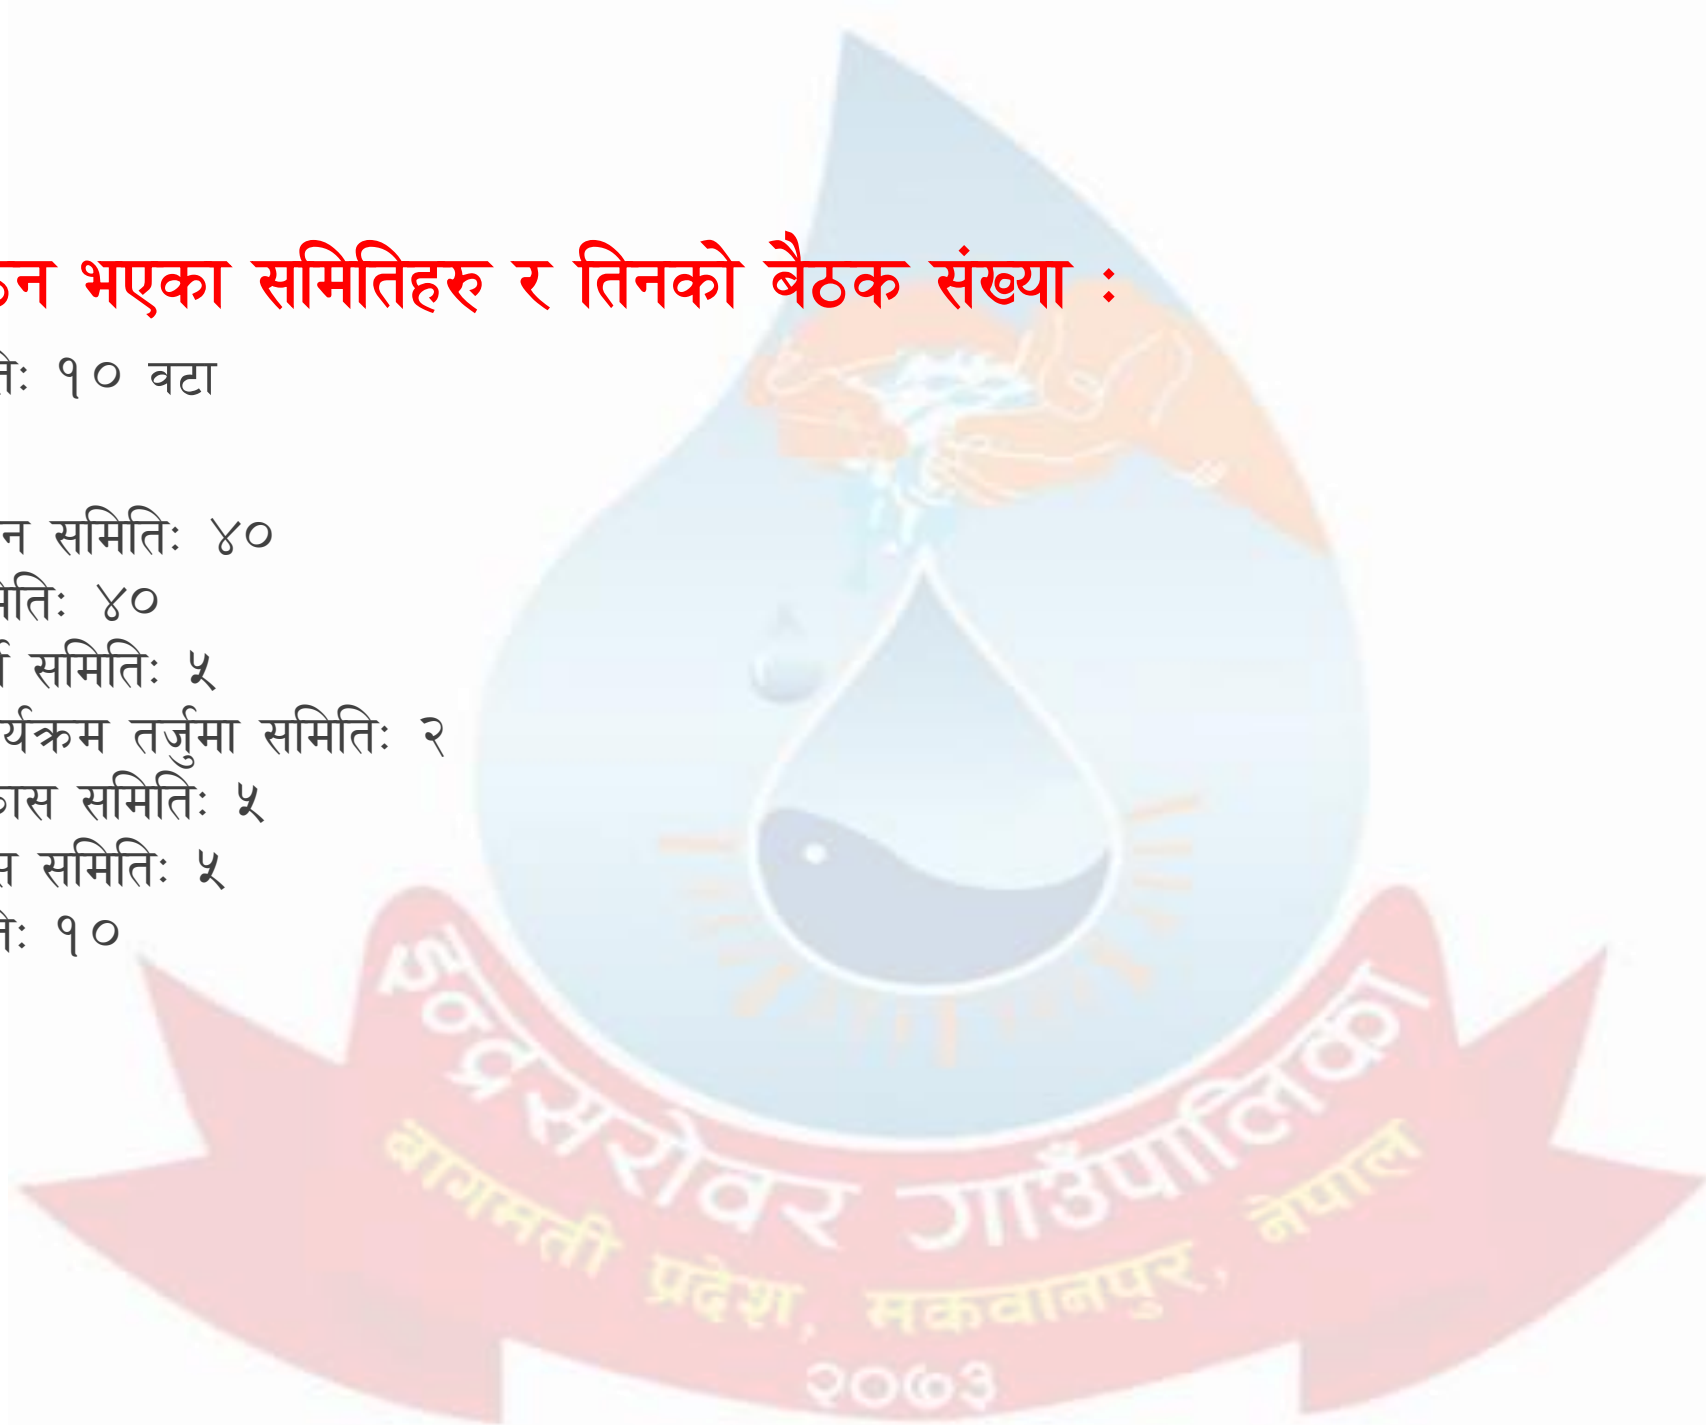 भएका समितिहरु र तिनको बैठक संख्या :
१० वटा
समितिः ४०
४०
समितिः ५
तर्जुमा समितिः २
समितिः ५
समितिः ५
१०
इन्द्रसरोवर गाउँपालिका
बागमती प्रदेश, मकवानपुर, नेपाल
२०७३